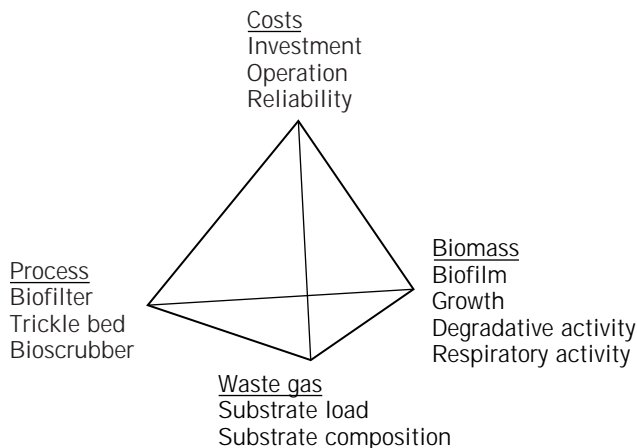 Costs
Investment
Operation
Reliability
Process
Biofilter
Trickle bed
Bioscrubber
Biomass
Biofilm
Growth
Degradative activity
Respiratory activity
Waste gas
Substrate load
Substrate composition